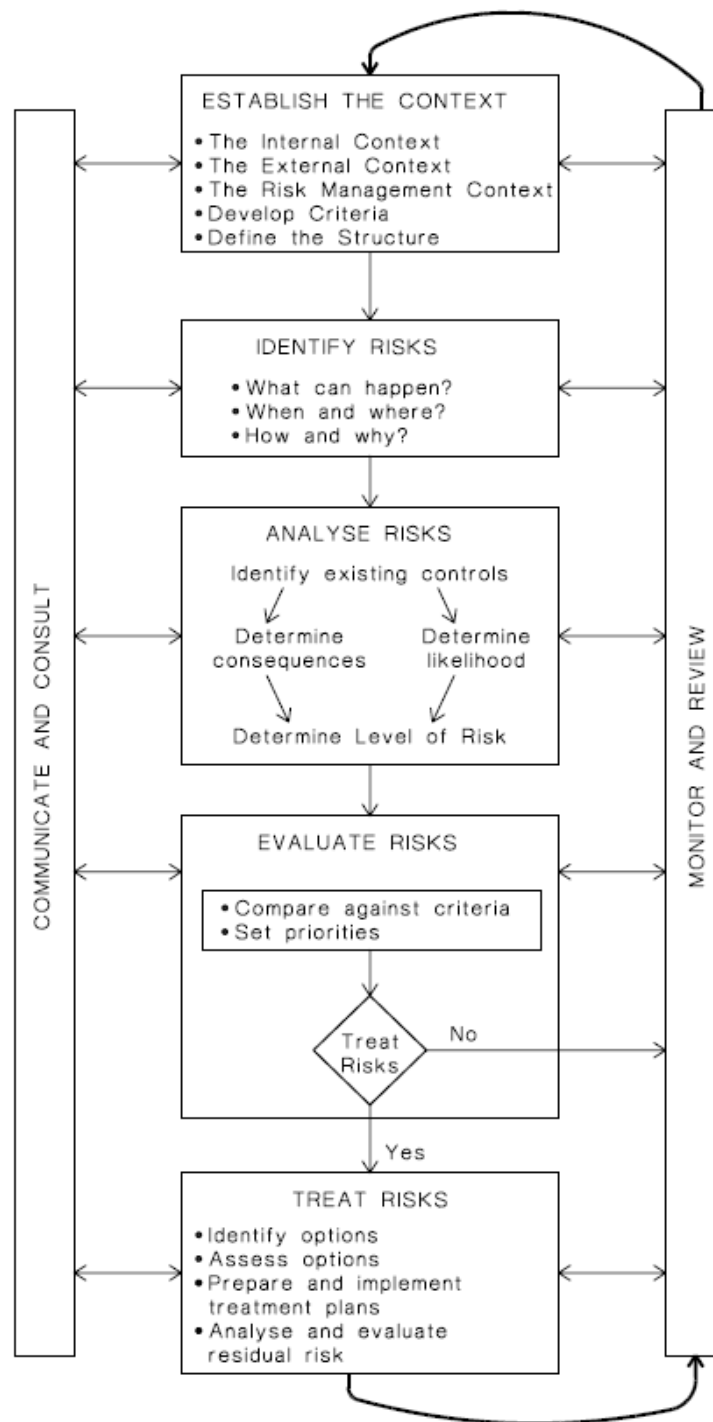 ESTABLISH THE CONTEXT
• The Internal Context
• The External Context
• The Risk Management Context
• Develop Criteria
• Define the Structure
IDENTIFY RISKS
• What can happen?
• When and where?
• How and why?
ANALYSE RISKS
Identify existing controls
Determine
consequences
Determine
likelihood
Determine Level of Risk
EVALUATE RISKS
• Compare against criteria
• Set priorities
Treat
Risks
No
Yes
TREAT RISKS
• Identify options
• Assess options
• Prepare and implement
treatment plans
• Analyse and evaluate
residual risk
COMMUNICATE AND CONSULT
MONITOR AND REVIEW